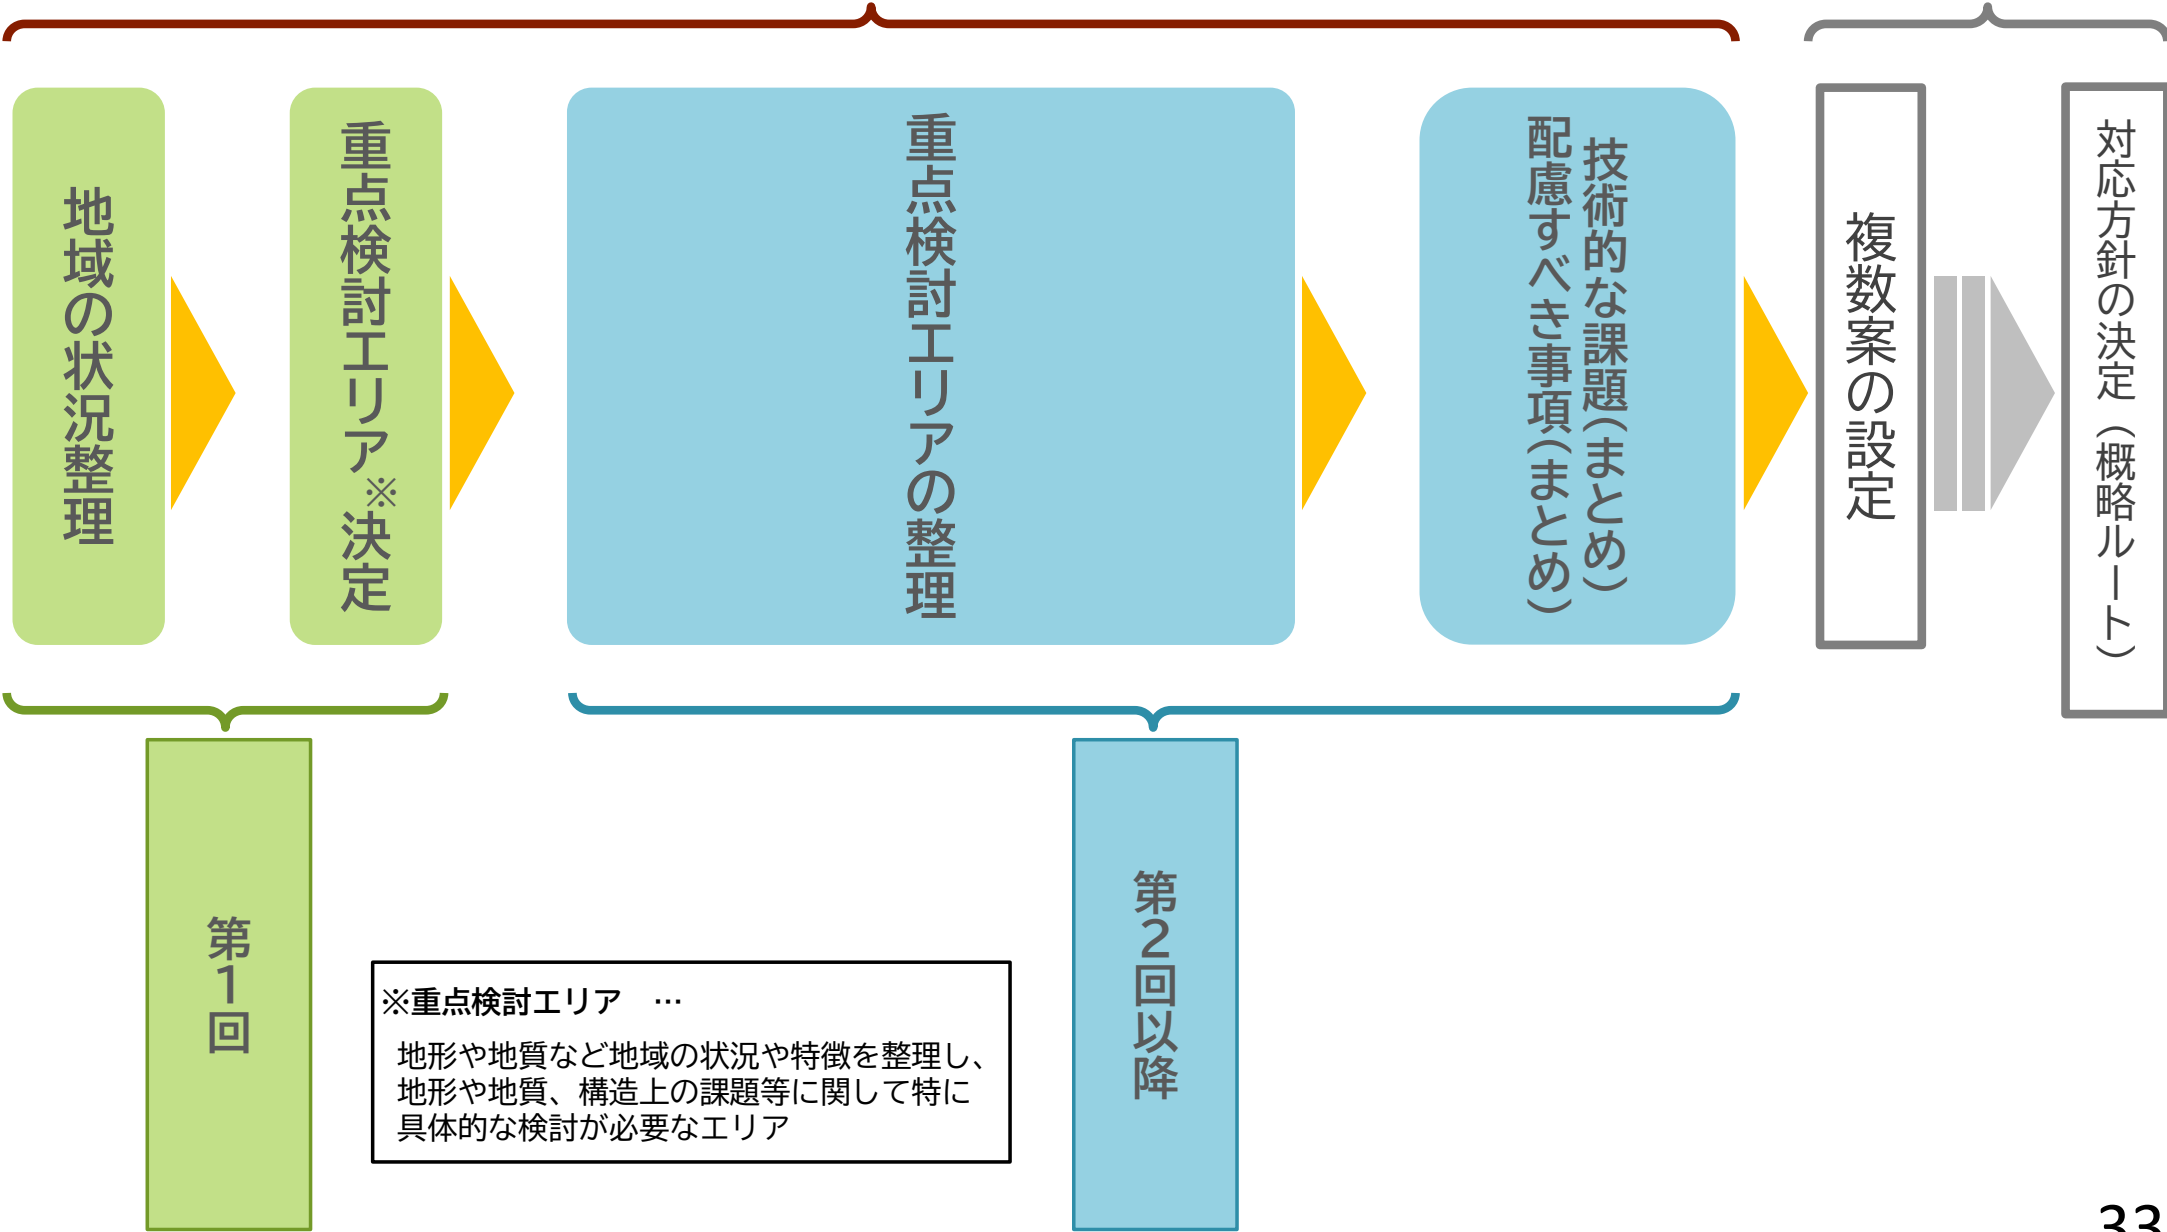 地域の状況整理
重点検討エリア※決定
重点検討エリアの整理
技術的な課題(まとめ)
配慮すべき事項(まとめ)
複数案の設定
対応方針の決定（概略ルート）
第1回
第2回以降
※重点検討エリア　…
地形や地質など地域の状況や特徴を整理し、
地形や地質、構造上の課題等に関して特に
具体的な検討が必要なエリア
33